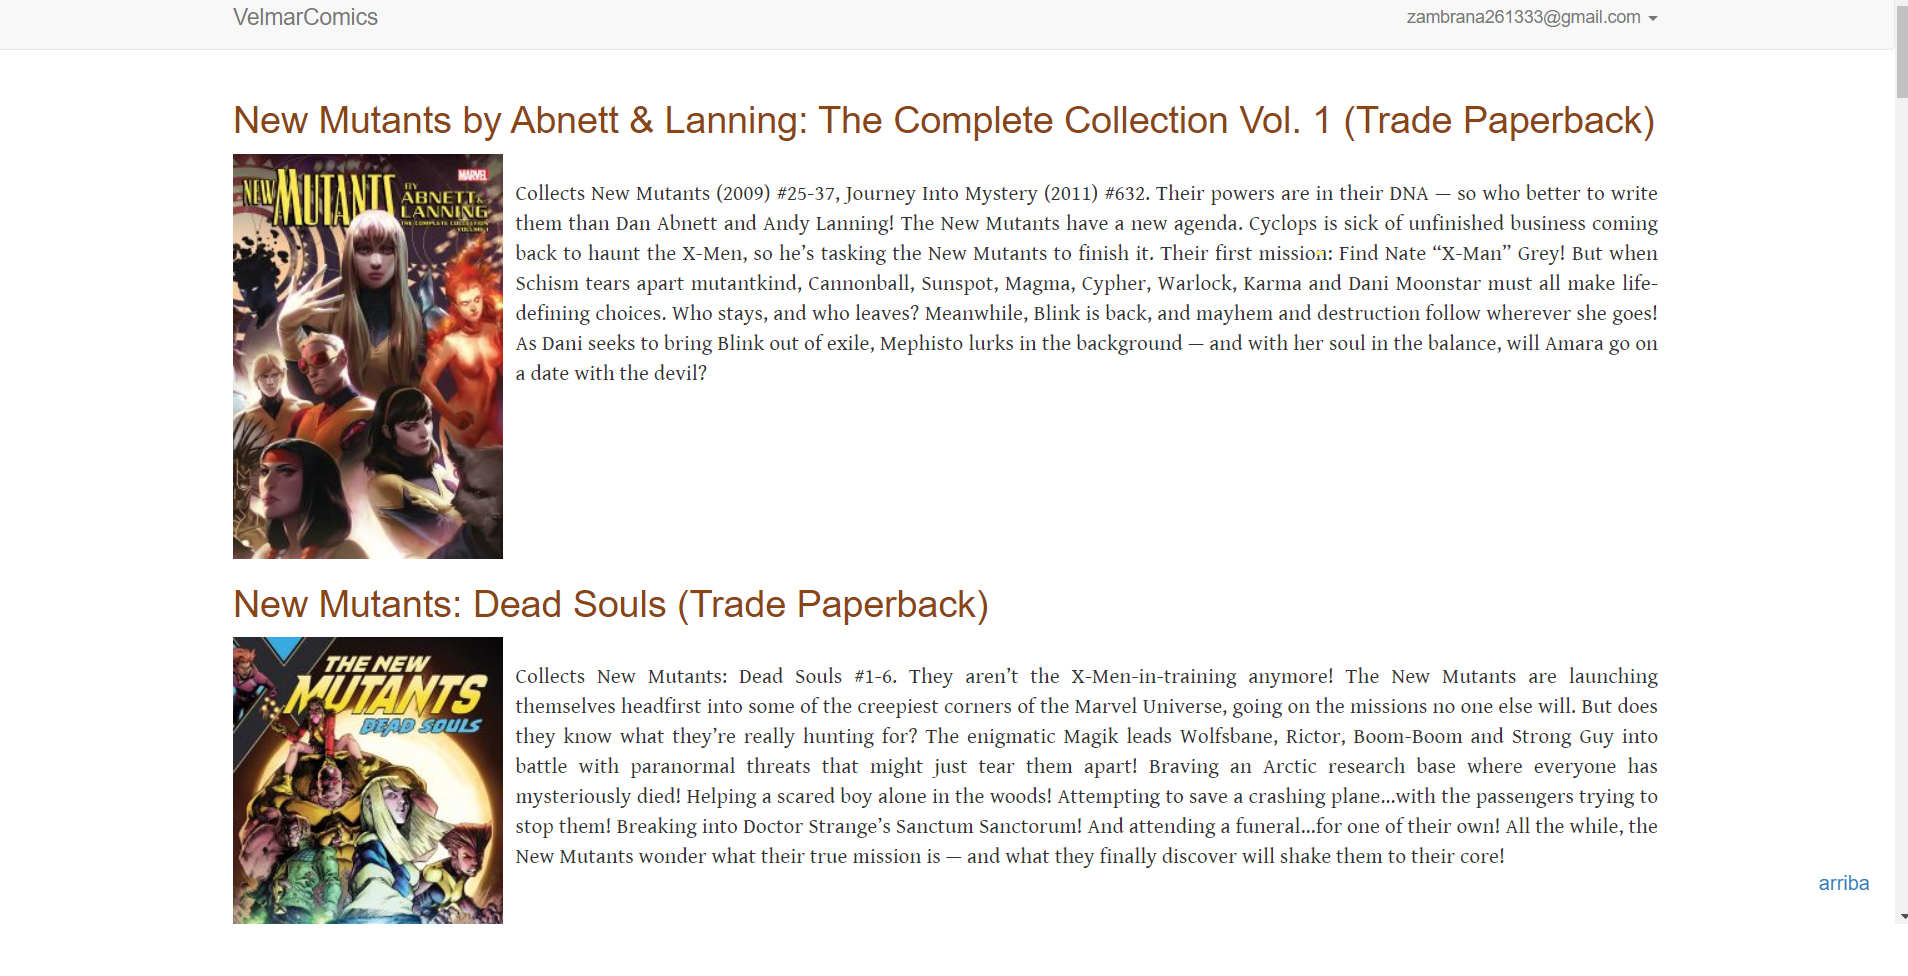 VelmarComics
zambrana261333@gmail.com
New Mutants by Abnett & Lanning: The Complete Collection Vol. 1 (Trade Paperback)
MARVEL
NEW MUTANTS
BY
ABNETT &
LANNING
THE COMPLETE COLLECTION
VOLUME 1
Collects New Mutants (2009) #25-37, Journey Into Mystery (2011) #632. Their powers are in their DNA — so who better to write
them than Dan Abnett and Andy Lanning! The New Mutants have a new agenda. Cyclops is sick of unfinished business coming
back to haunt the X-Men, so he’s tasking the New Mutants to finish it. Their first mission: Find Nate “X-Man” Grey! But when
Schism tears apart mutantkind, Cannonball, Sunspot, Magma, Cypher, Warlock, Karma and Dani Moonstar must all make life-
defining choices. Who stays, and who leaves? Meanwhile, Blink is back, and mayhem and destruction follow wherever she goes!
As Dani seeks to bring Blink out of exile, Mephisto lurks in the background — and with her soul in the balance, will Amara go on
a date with the devil?
New Mutants: Dead Souls (Trade Paperback)
THE NEW
MUTANTS
DEAD SOULS
Collects New Mutants: Dead Souls #1-6. They aren’t the X-Men-in-training anymore! The New Mutants are launching
themselves headfirst into some of the creepiest corners of the Marvel Universe, going on the missions no one else will. But does
they know what they’re really hunting for? The enigmatic Magik leads Wolfsbane, Rictor, Boom-Boom and Strong Guy into
battle with paranormal threats that might just tear them apart! Braving an Arctic research base where everyone has
mysteriously died! Helping a scared boy alone in the woods! Attempting to save a crashing plane…with the passengers trying to
stop them! Breaking into Doctor Strange’s Sanctum Sanctorum! And attending a funeral…for one of their own! All the while, the
New Mutants wonder what their true mission is — and what they finally discover will shake them to their core!
arriba